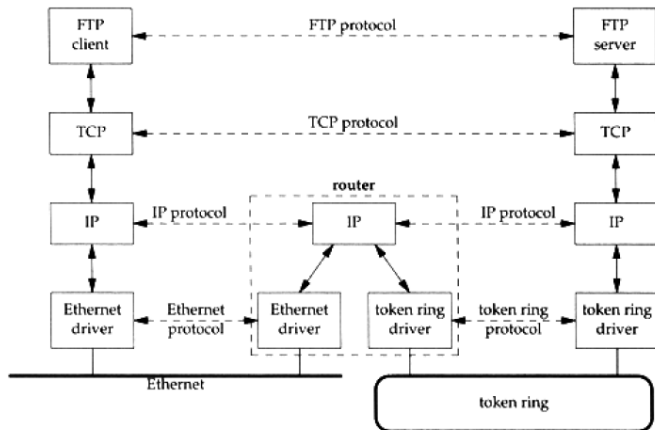 FTP
client
FTP protocol
FTP
server
TCP
TCP protocol
TCP
router
IP
IP protocol
IP
IP protocol
IP
Ethernet
driver
Ethernet
protocol
Ethernet
driver
token ring
driver
token ring
protocol
token ring
driver
Ethernet
token ring